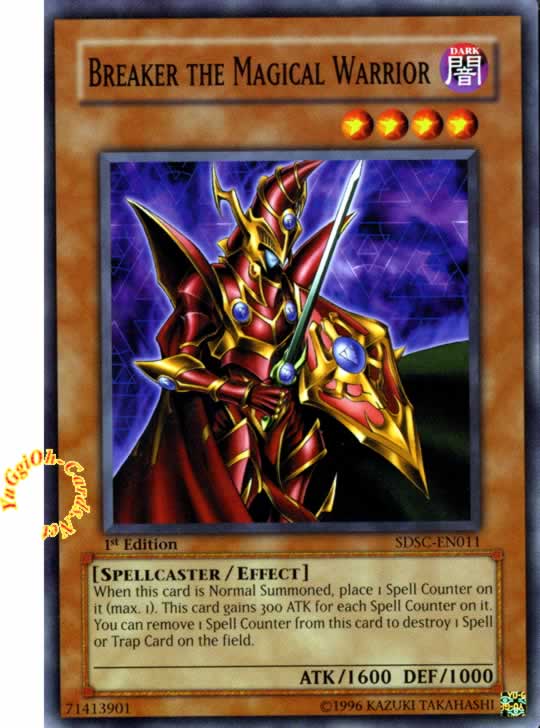 BREAKER THE MAGICAL WARRIOR
DARK
闇
YuGgiOh-Cards.Net
1st Edition
SDSC-EN011
[SPELLCASTER / EFFECT]
When this card is Normal Summoned, place 1 Spell Counter on
it (max. 1). This card gains 300 ATK for each Spell Counter on it.
You can remove 1 Spell Counter from this card to destroy 1 Spell
or Trap Card on the field.
ATK/1600 DEF/1000
71413901
©1996 KAZUKI TAKAHASHI